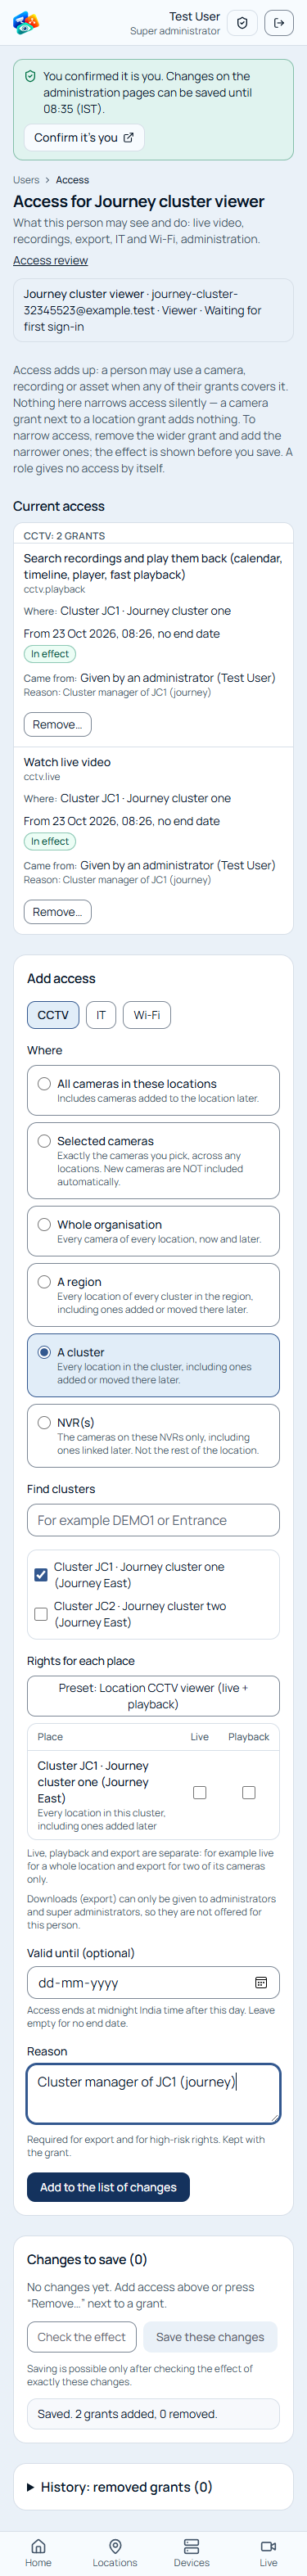 Test User
Super administrator
You confirmed it is you. Changes on the
administration pages can be saved until
08:35 (IST).
Confirm it's you
Users > Access
Access for Journey cluster viewer
What this person may see and do: live video,
recordings, export, IT and Wi-Fi, administration.
Access review
Journey cluster viewer · journey-cluster-
32345523@example.test · Viewer · Waiting for
first sign-in
Access adds up: a person may use a camera,
recording or asset when any of their grants covers it.
Nothing here narrows access silently — a camera
grant next to a location grant adds nothing. To
narrow access, remove the wider grant and add the
narrower ones; the effect is shown before you save. A
role gives no access by itself.
Current access
CCTV: 2 GRANTS
Search recordings and play them back (calendar,
timeline, player, fast playback)
cctv.playback
Where: Cluster JC1 · Journey cluster one
From 23 Oct 2026, 08:26, no end date
In effect
Came from: Given by an administrator (Test User)
Reason: Cluster manager of JC1 (journey)
Remove…
Watch live video
cctv.live
Where: Cluster JC1 · Journey cluster one
From 23 Oct 2026, 08:26, no end date
In effect
Came from: Given by an administrator (Test User)
Reason: Cluster manager of JC1 (journey)
Remove…
Add access
CCTV IT Wi-Fi
Where
All cameras in these locations
Includes cameras added to the location later.
Selected cameras
Exactly the cameras you pick, across any
locations. New cameras are NOT included
automatically.
Whole organisation
Every camera of every location, now and later.
A region
Every location of every cluster in the region,
including ones added or moved there later.
A cluster
Every location in the cluster, including ones
added or moved there later.
NVR(s)
The cameras on these NVRs only, including
ones linked later. Not the rest of the location.
Find clusters
For example DEMO1 or Entrance
Cluster JC1 · Journey cluster one
(Journey East)
Cluster JC2 · Journey cluster two
(Journey East)
Rights for each place
Preset: Location CCTV viewer (live +
playback)
Place Live Playback
Cluster JC1 · Journey
cluster one (Journey
East)
Every location in this cluster,
including ones added later
Live, playback and export are separate: for example live
for a whole location and export for two of its cameras
only.
Downloads (export) can only be given to administrators
and super administrators, so they are not offered for
this person.
Valid until (optional)
dd-mm-yyyy
Access ends at midnight India time after this day. Leave
empty for no end date.
Reason
Cluster manager of JC1 (journey)
Required for export and for high-risk rights. Kept with
the grant.
Add to the list of changes
Changes to save (0)
No changes yet. Add access above or press
“Remove…” next to a grant.
Check the effect Save these changes
Saving is possible only after checking the effect of
exactly these changes.
Saved. 2 grants added, 0 removed.
History: removed grants (0)
Home Locations Devices Live